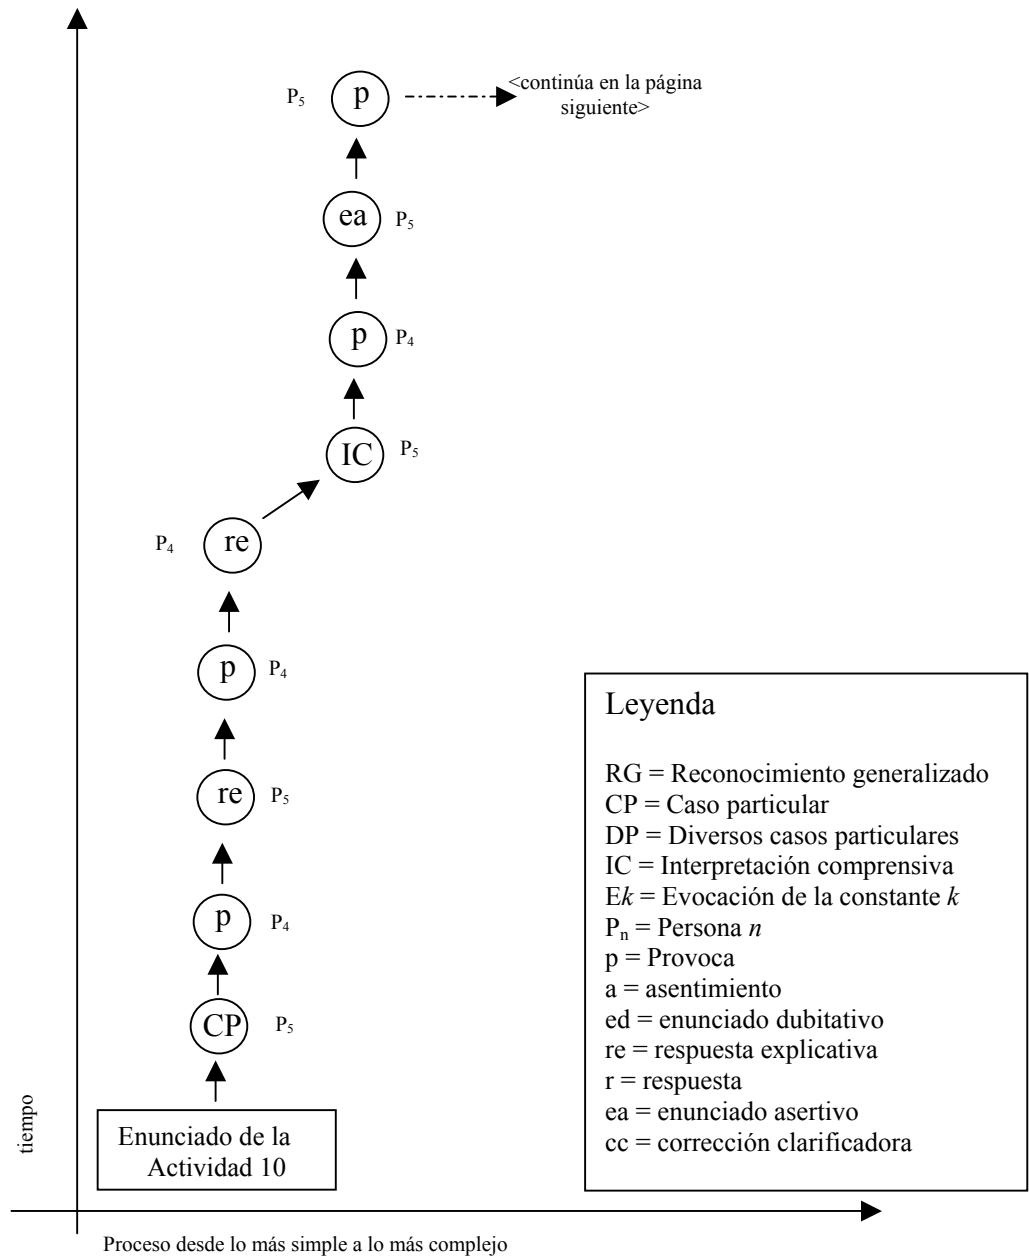 P5 p <continúa en la página
siguiente>
ea P5
p P4
IC P5
P4 re
p P4
re P5
p P4
CP P5
Enunciado de la
Actividad 10
tiempo
Proceso desde lo más simple a lo más complejo
Leyenda
RG = Reconocimiento generalizado
CP = Caso particular
DP = Diversos casos particulares
IC = Interpretación comprensiva
Ek = Evocación de la constante k
Pn = Persona n
p = Provoca
a = asentimiento
ed = enunciado dubitativo
re = respuesta explicativa
r = respuesta
ea = enunciado asertivo
cc = corrección clarificadora